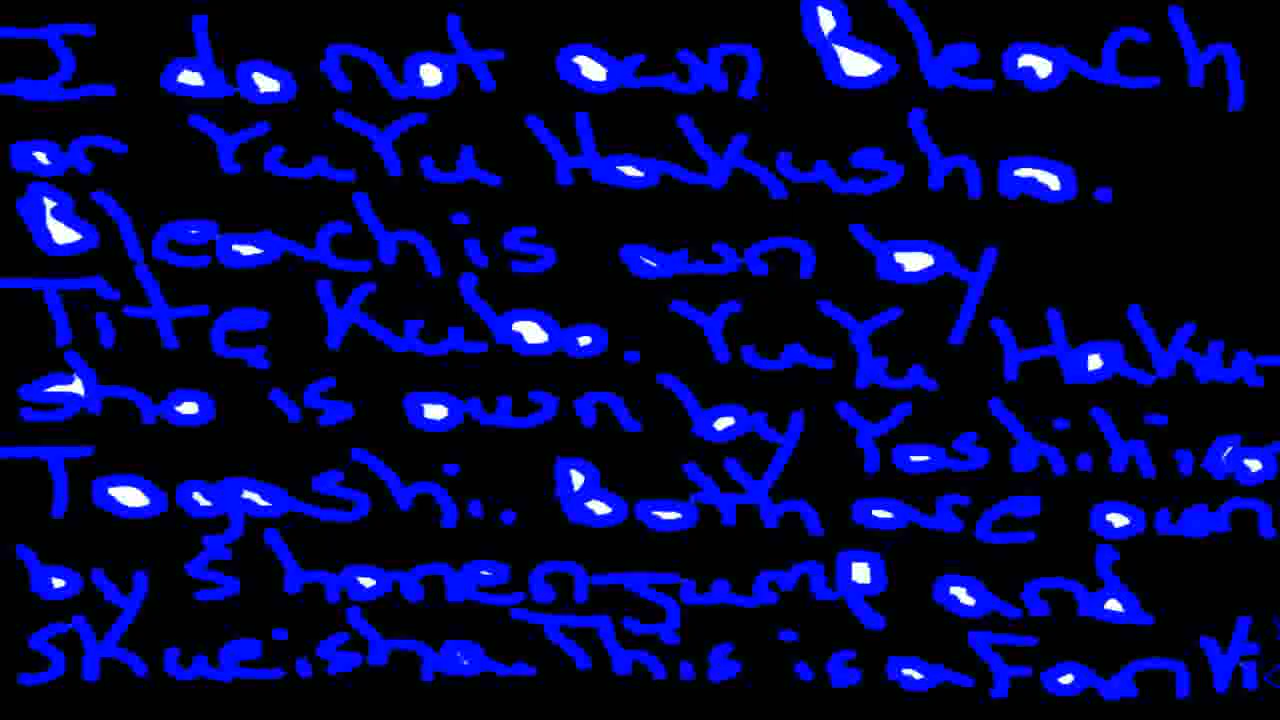 I do not own Bleach
or YuYu Hakusho.
Bleach is own by
Tite Kubo. YuYu Haku-
sho is own by Yoshihiro
Togashi. Both are own
by Shonen Jump and
Skueisha This is a Fan